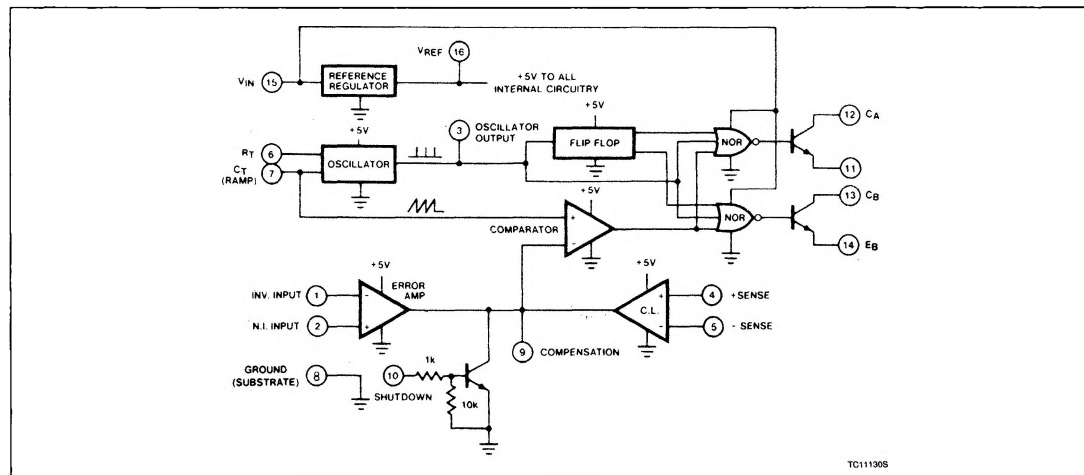 VREF 16
VIN 15
REFERENCE
REGULATOR
+5V TO ALL
INTERNAL CIRCUITRY
+5V
3 OSCILLATOR
OUTPUT
+5V
12 CA
RT
6
CT
7
(RAMP)
OSCILLATOR
FLIP FLOP
NOR
11
+5V
13 CB
COMPARATOR
+
-
NOR
14 EB
+5V
ERROR
AMP
+5V
INV. INPUT 1
-
N.I. INPUT 2
+
C.L.
+
-
4 +SENSE
5 - SENSE
9 COMPENSATION
GROUND
(SUBSTRATE)
8
1k
10
SHUTDOWN
10k
TC11130S